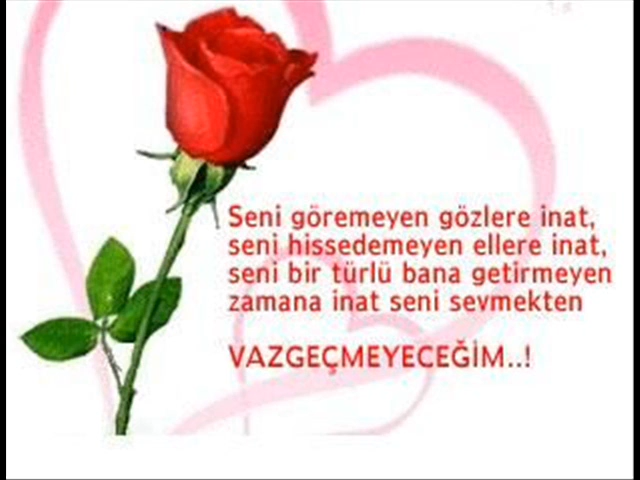 Seni göremeyen gözlere inat,
seni hissedemeyen ellere inat,
seni bir türlü bana getirmeyen
zamana inat seni sevmekten
VAZGEÇMEYECEĞİM..!